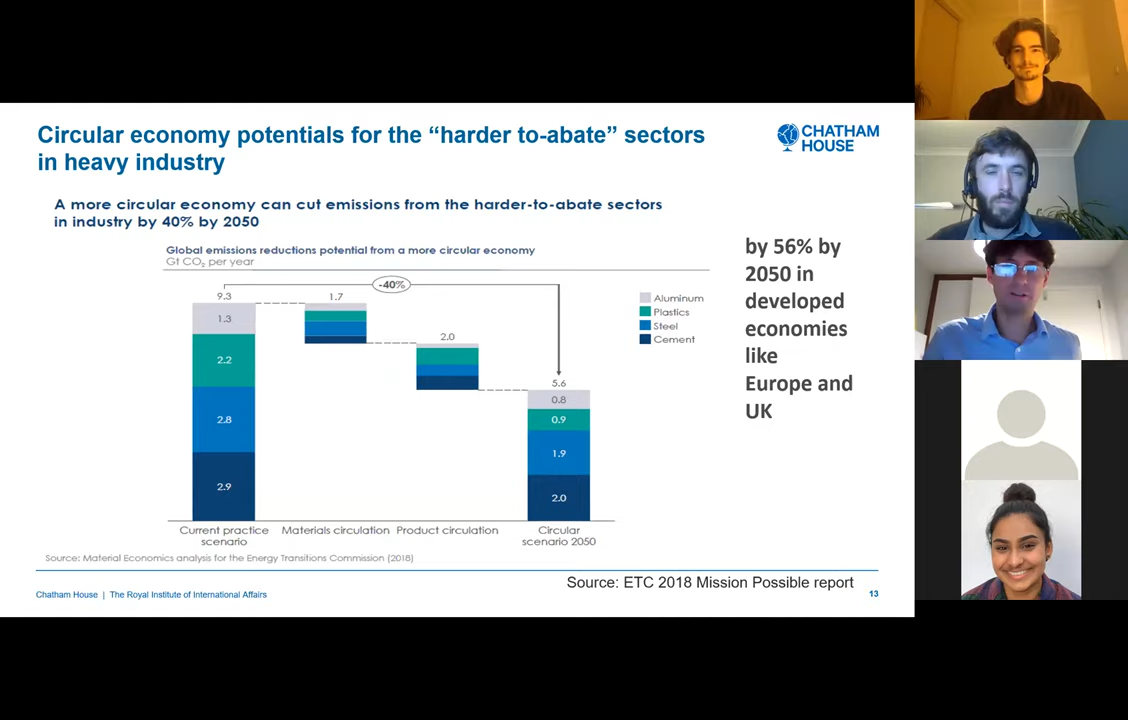 Circular economy potentials for the “harder to-abate” sectors
in heavy industry
CHATHAM
HOUSE
A more circular economy can cut emissions from the harder-to-abate sectors
in industry by 40% by 2050
Global emissions reductions potential from a more circular economy
Gt CO₂ per year
-40%
9.3
1.7
2.0
5.6
1.3
2.2
2.8
2.9
0.8
0.9
1.9
2.0
Aluminum
Plastics
Steel
Cement
by 56% by
2050 in
developed
economies
like
Europe and
UK
Current practice
scenario
Materials circulation
Product circulation
Circular
scenario 2050
Source: Material Economics analysis for the Energy Transitions Commission (2018)
Source: ETC 2018 Mission Possible report
Chatham House | The Royal Institute of International Affairs
13